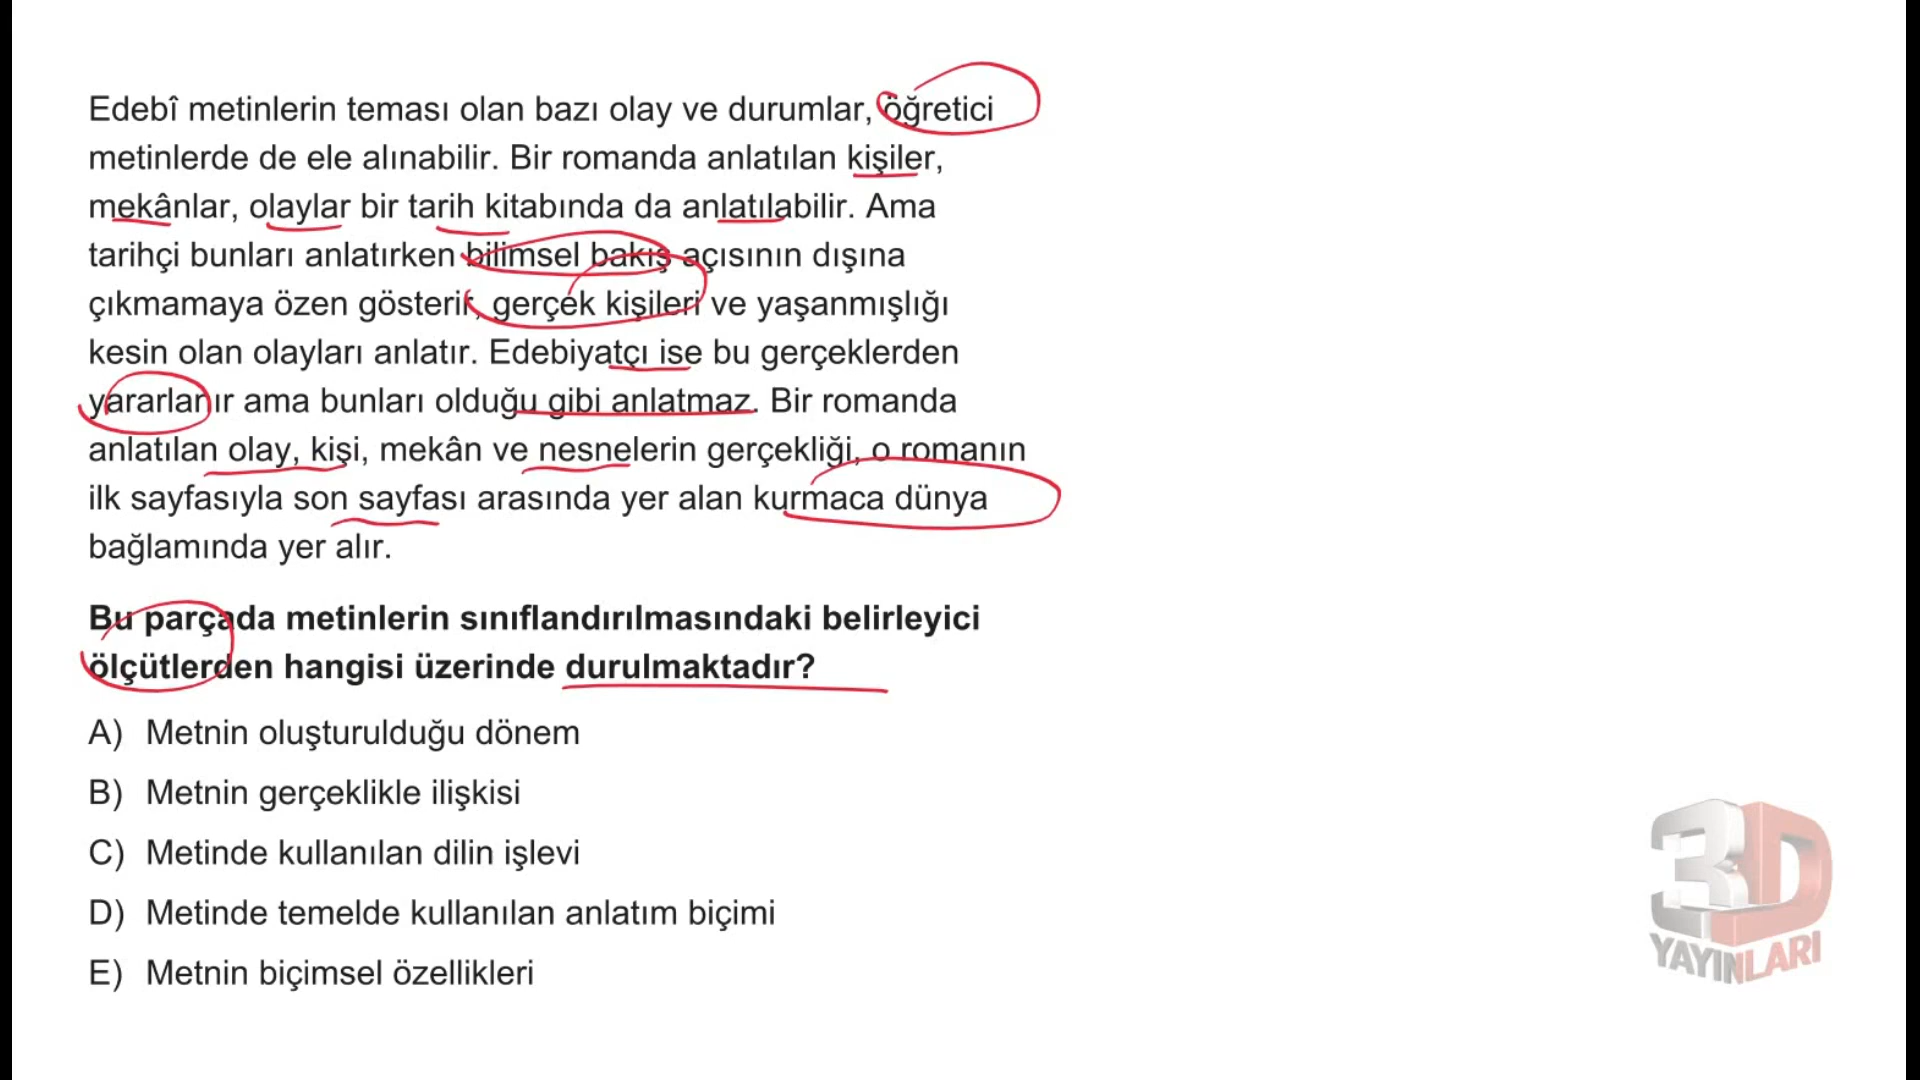 Edebî metinlerin teması olan bazı olay ve durumlar, öğretici
metinlerde de ele alınabilir. Bir romanda anlatılan kişiler,
mekânlar, olaylar bir tarih kitabında da anlatılabilir. Ama
tarihçi bunları anlatırken bilimsel bakış açısının dışına
çıkmamaya özen gösterir, gerçek kişileri ve yaşanmışlığı
kesin olan olayları anlatır. Edebiyatçı ise bu gerçeklerden
yararlanır ama bunları olduğu gibi anlatmaz. Bir romanda
anlatılan olay, kişi, mekân ve nesnelerin gerçekliği, o romanın
ilk sayfasıyla son sayfası arasında yer alan kurmaca dünya
bağlamında yer alır.
Bu parçada metinlerin sınıflandırılmasındaki belirleyici
ölçütlerden hangisi üzerinde durulmaktadır?
A) Metnin oluşturulduğu dönem
B) Metnin gerçeklikle ilişkisi
C) Metinde kullanılan dilin işlevi
D) Metinde temelde kullanılan anlatım biçimi
E) Metnin biçimsel özellikleri
3D
YAYINLARI